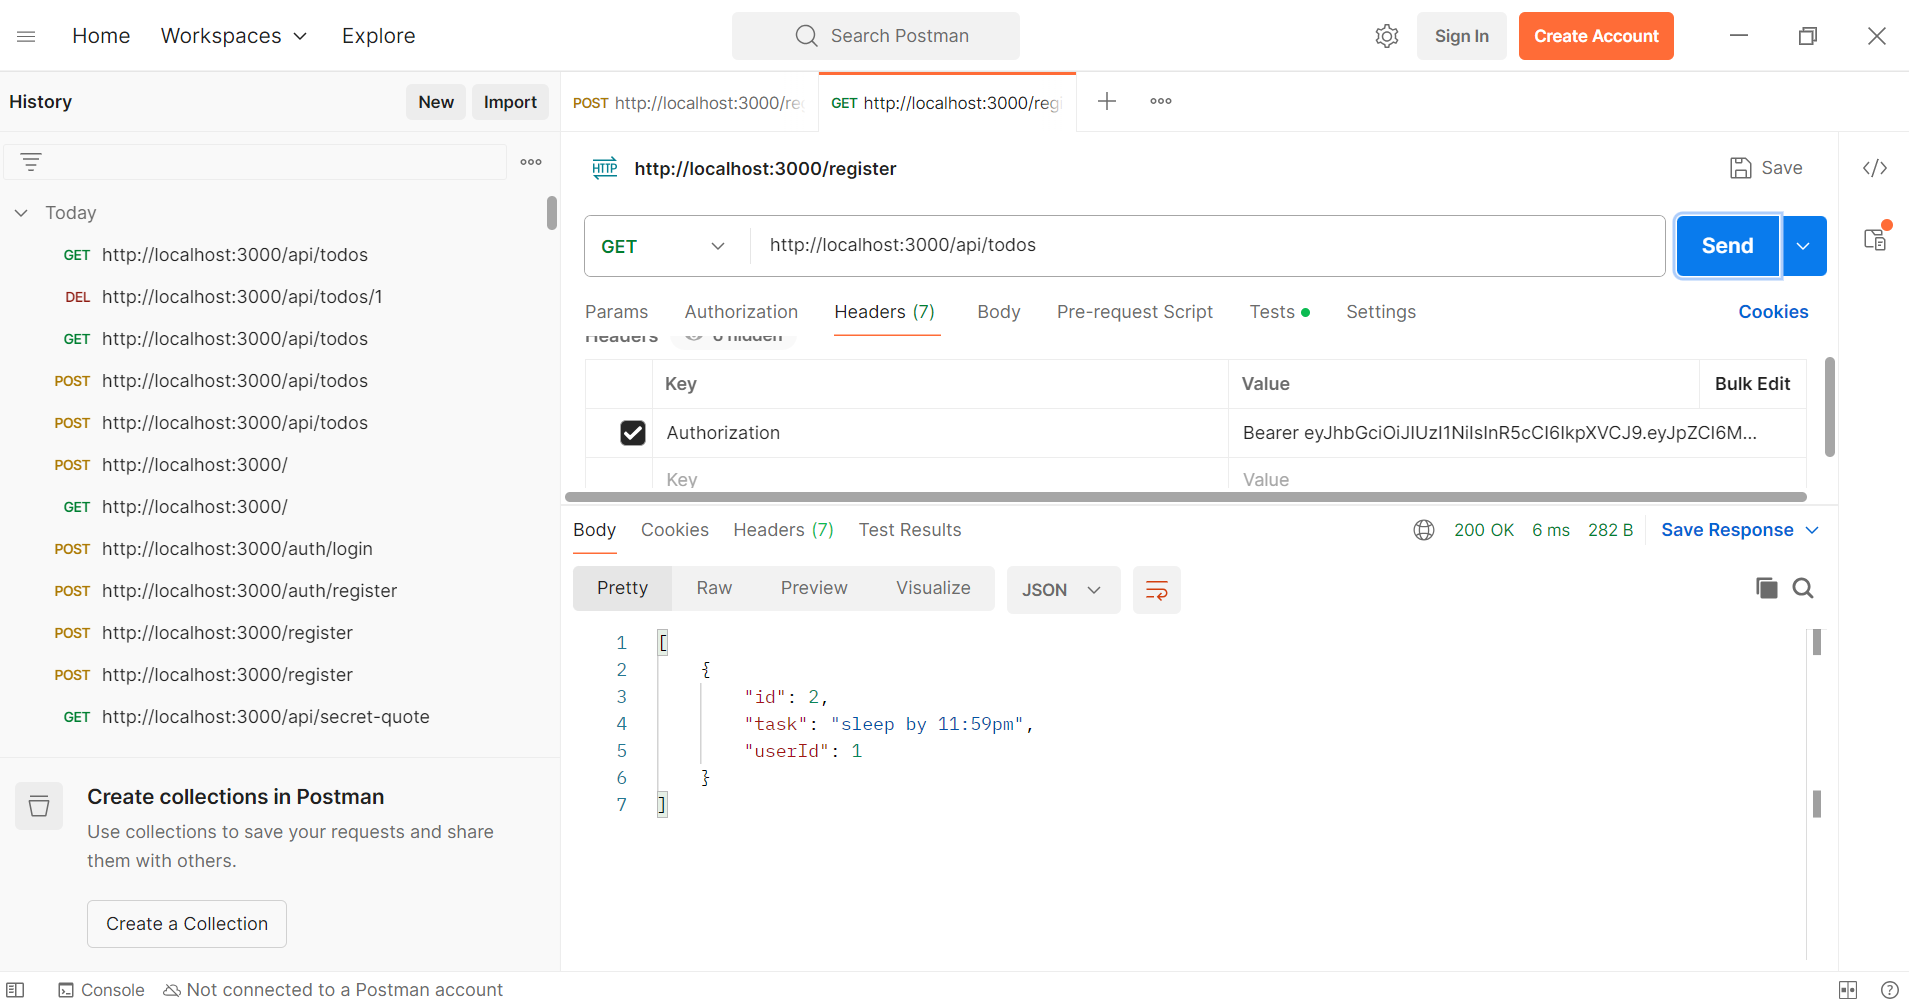 Home Workspaces Explore Search Postman Sign In Create Account
History New Import
POST http://localhost:3000/reg GET http://localhost:3000/reg
HTTP http://localhost:3000/register Save
Today
GET http://localhost:3000/api/todos
DEL http://localhost:3000/api/todos/1
GET http://localhost:3000/api/todos
POST http://localhost:3000/api/todos
POST http://localhost:3000/api/todos
POST http://localhost:3000/
GET http://localhost:3000/
POST http://localhost:3000/auth/login
POST http://localhost:3000/auth/register
POST http://localhost:3000/register
POST http://localhost:3000/register
GET http://localhost:3000/api/secret-quote
Create collections in Postman
Use collections to save your requests and share
them with others.
Create a Collection
GET http://localhost:3000/api/todos Send
Params Authorization Headers (7) Body Pre-request Script Tests Settings Cookies
Headers 6 hidden
Key Value Bulk Edit
Authorization Bearer eyJhbGciOiJIUzI1NiIsInR5cCI6IkpXVCJ9.eyJpZCI6M...
Key Value
Body Cookies Headers (7) Test Results 200 OK 6 ms 282 B Save Response
Pretty Raw Preview Visualize JSON
1 [
2 {
3 "id": 2,
4 "task": "sleep by 11:59pm",
5 "userId": 1
6 }
7 ]
Console Not connected to a Postman account